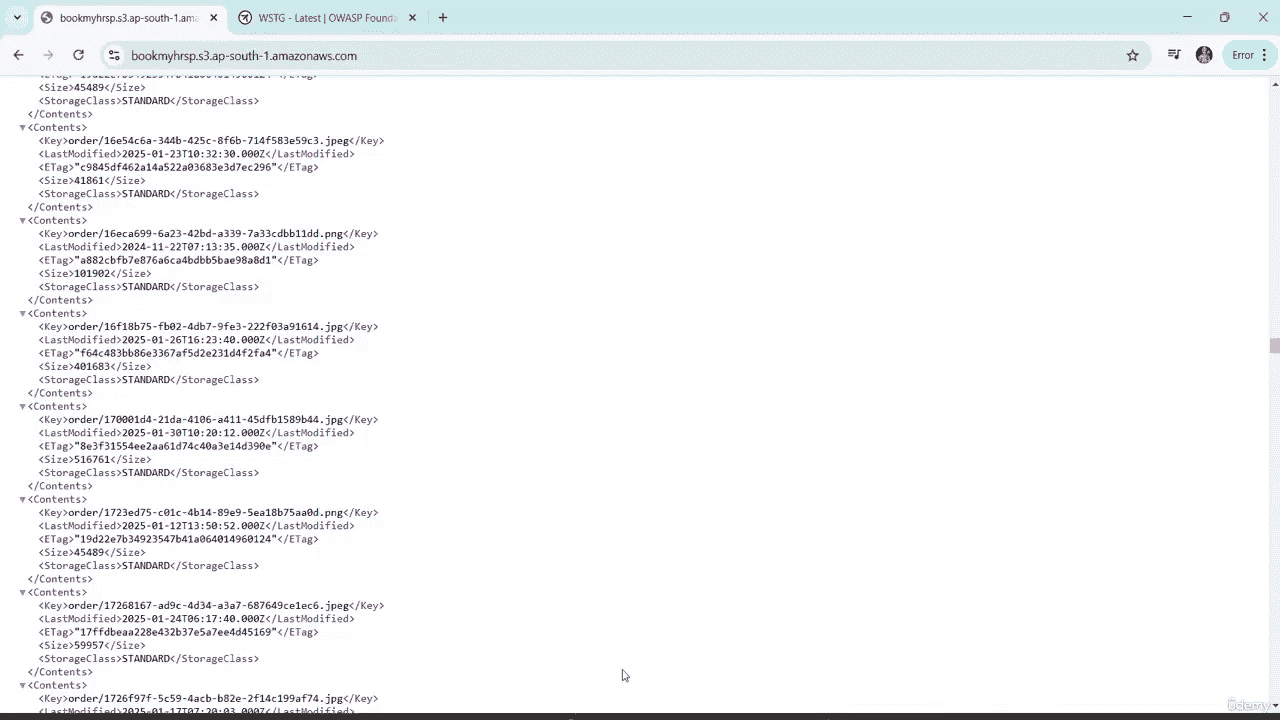 bookmyhrsp.s3.ap-south-1.ama
WSTG - Latest | OWASP Founda
bookmyhrsp.s3.ap-south-1.amazonaws.com
Error
<Size>45489</Size>
<StorageClass>STANDARD</StorageClass>
</Contents>
<Contents>
<Key>order/16e54c6a-344b-425c-8f6b-714f583e59c3.jpeg</Key>
<LastModified>2025-01-23T10:32:30.000Z</LastModified>
<ETag>"c9845df462a14a522a03683e3d7ec296"</ETag>
<Size>41861</Size>
<StorageClass>STANDARD</StorageClass>
</Contents>
<Contents>
<Key>order/16eca699-6a23-42bd-a339-7a33cdbb11dd.png</Key>
<LastModified>2024-11-22T07:13:35.000Z</LastModified>
<ETag>"a882cbfb7e876a6ca4bdbb5bae98a8d1"</ETag>
<Size>101902</Size>
<StorageClass>STANDARD</StorageClass>
</Contents>
<Contents>
<Key>order/16f18b75-fb02-4db7-9fe3-222f03a91614.jpg</Key>
<LastModified>2025-01-26T16:23:40.000Z</LastModified>
<ETag>"f64c483bb86e3367af5d2e231d4f2fa4"</ETag>
<Size>401683</Size>
<StorageClass>STANDARD</StorageClass>
</Contents>
<Contents>
<Key>order/170001d4-21da-4106-a411-45dfb1589b44.jpg</Key>
<LastModified>2025-01-30T10:20:12.000Z</LastModified>
<ETag>"8e3f31554ee2aa61d74c40a3e14d390e"</ETag>
<Size>516761</Size>
<StorageClass>STANDARD</StorageClass>
</Contents>
<Contents>
<Key>order/1723ed75-c01c-4b14-89e9-5ea18b75aa0d.png</Key>
<LastModified>2025-01-12T13:50:52.000Z</LastModified>
<ETag>"19d22e7b34923547b41a064014960124"</ETag>
<Size>45489</Size>
<StorageClass>STANDARD</StorageClass>
</Contents>
<Contents>
<Key>order/17268167-ad9c-4d34-a3a7-687649ce1ec6.jpeg</Key>
<LastModified>2025-01-24T06:17:40.000Z</LastModified>
<ETag>"17ffdbeaa228e432b37e5a7ee4d45169"</ETag>
<Size>59957</Size>
<StorageClass>STANDARD</StorageClass>
</Contents>
<Contents>
<Key>order/1726f97f-5c59-4acb-b82e-2f14c199af74.jpg</Key>
<LastModified>2025-01-17T07:20:03.000Z</LastModified>
Udemy